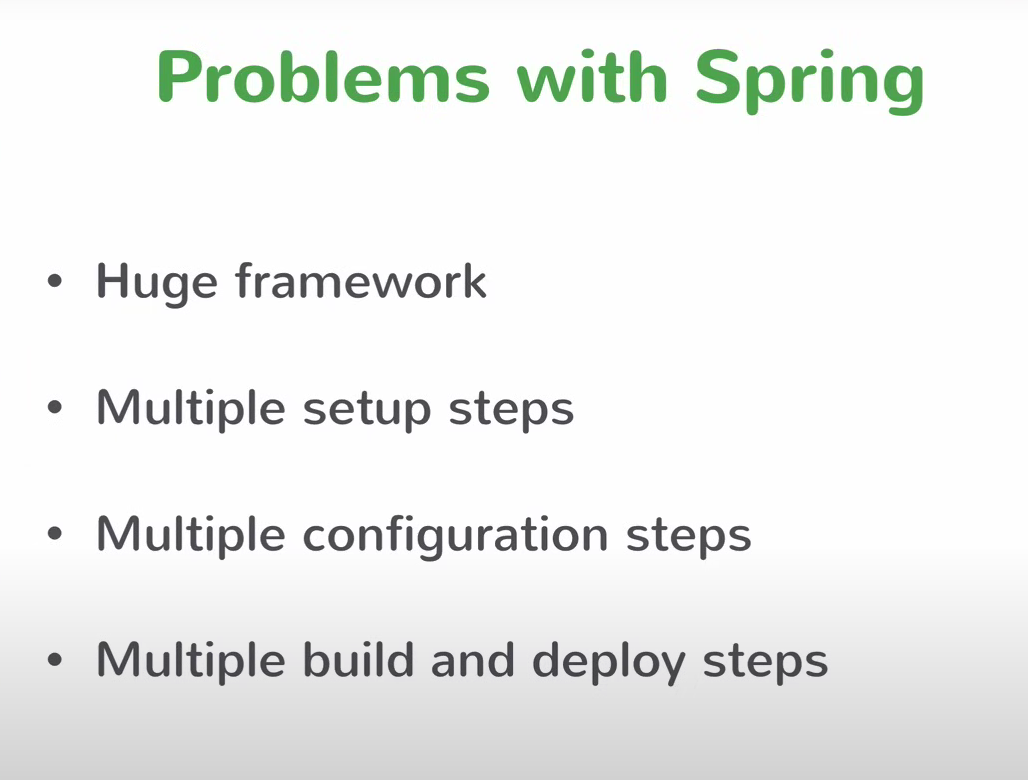 Problems with Spring
• Huge framework
• Multiple setup steps
• Multiple configuration steps
• Multiple build and deploy steps